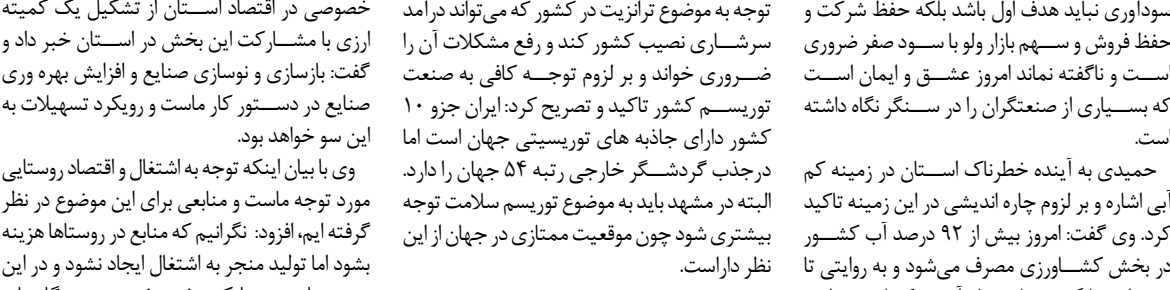 سودآوری نباید هدف اول باشد بلکه حفظ شرکت و
حفظ فروش و سهم بازار ولو با سود صفر ضروری
است و ناگفته نماند امروز عشق و ایمان است
که بسیاری از صنعتگران را در سنگر نگاه داشته
است.
حمیدی به آینده خطرناک استان در زمینه کم
آبی اشاره و بر لزوم چاره اندیشی در این زمینه تاکید
کرد. وی گفت: امروز بیش از ۹۲ درصد آب کشور
در بخش کشاورزی مصرف می‌شود و به روایتی تا
توجه به موضوع ترانزیت در کشور که می‌تواند درآمد
سرشاری نصیب کشور کند و رفع مشکلات آن را
ضروری خواند و بر لزوم توجه کافی به صنعت
توریسم کشور تاکید و تصریح کرد: ایران جزو ۱۰
کشور دارای جاذبه های توریستی جهان است اما
درجذب گردشگر خارجی رتبه ۵۴ جهان را دارد.
البته در مشهد باید به موضوع توریسم سلامت توجه
بیشتری شود چون موقعیت ممتازی در جهان از این
نظر داراست.
خصوصی در اقتصاد استان از تشکیل یک کمیته
ارزی با مشارکت این بخش در استان خبر داد و
گفت: بازسازی و نوسازی صنایع و افزایش بهره وری
صنایع در دستور کار ماست و رویکرد تسهیلات به
این سو خواهد بود.
وی با بیان اینکه توجه به اشتغال و اقتصاد روستایی
مورد توجه ماست و منابعی برای این موضوع در نظر
گرفته ایم، افزود: نگرانیم که منابع در روستاها هزینه
بشود اما تولید منجر به اشتغال ایجاد نشود و در این